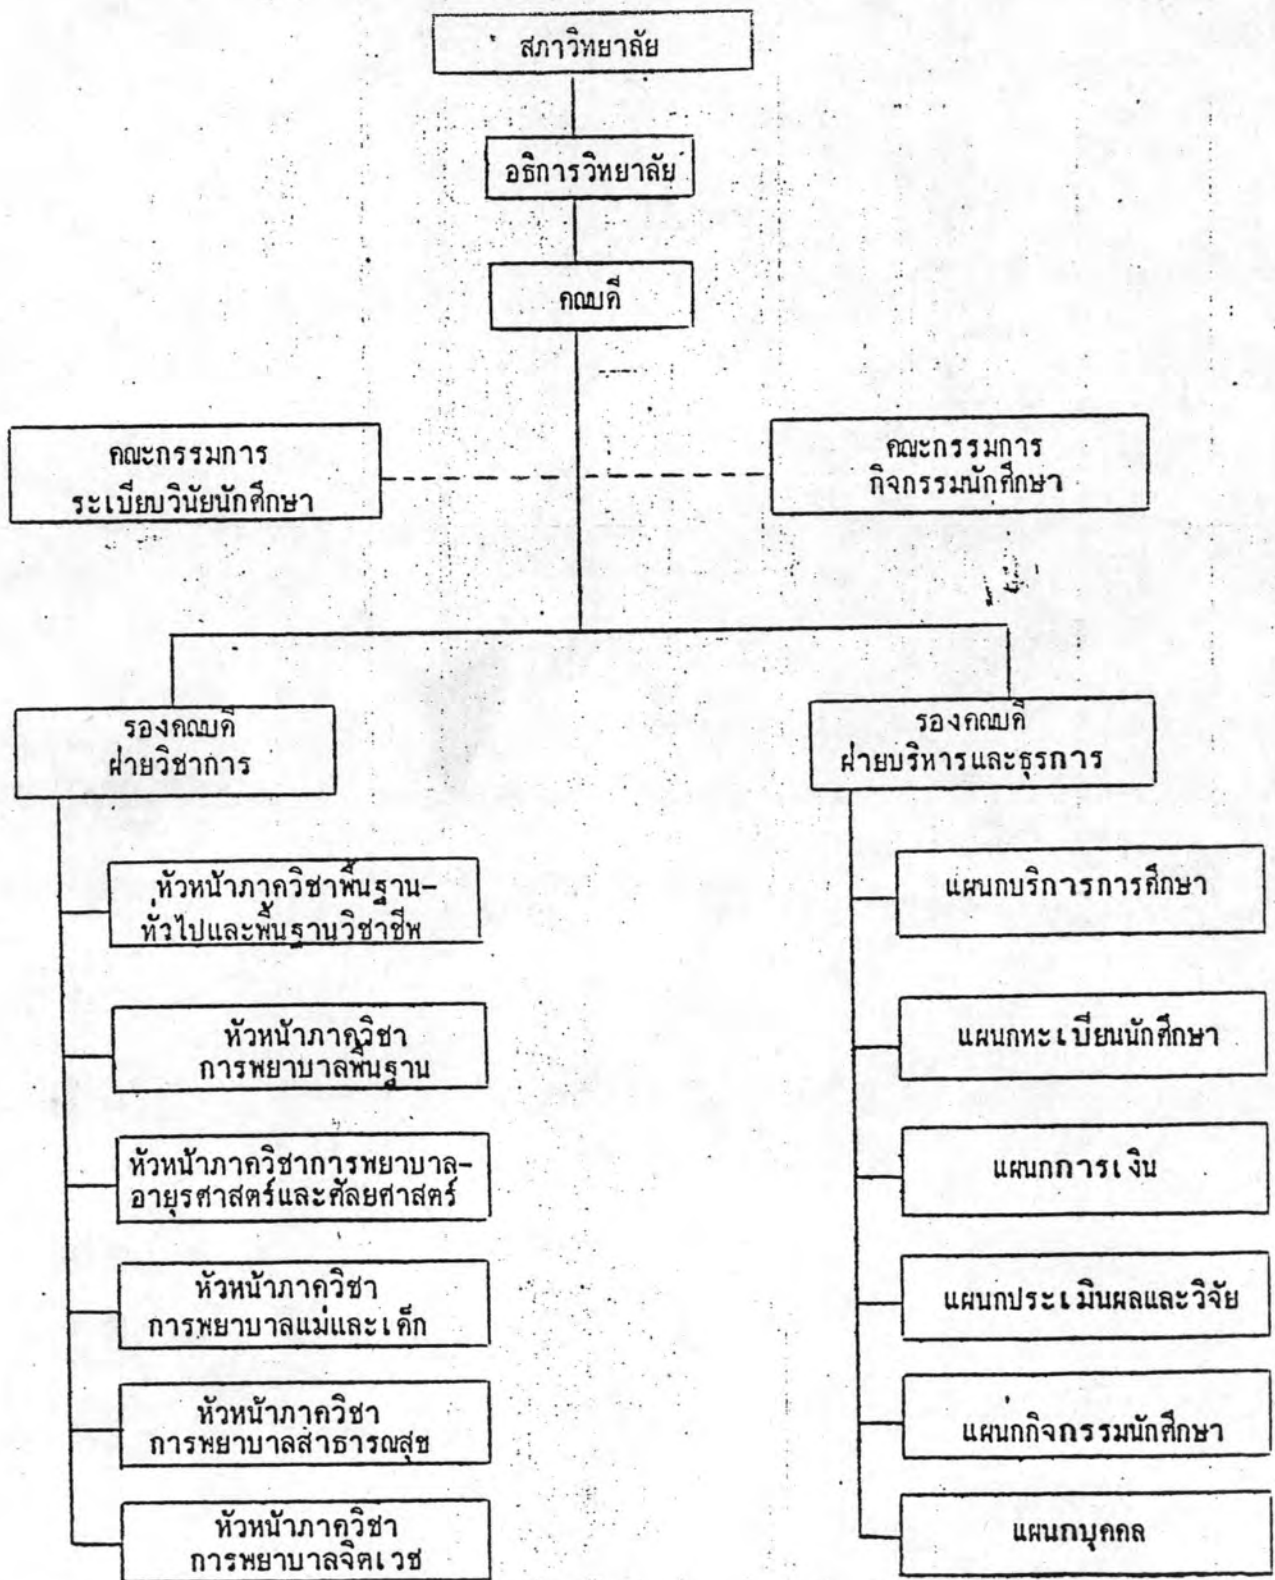 สภาวิทยาลัย
อธิการวิทยาลัย
คณบดี
คณะกรรมการ
ระเบียบวินัยนักศึกษา
คณะกรรมการ
กิจกรรมนักศึกษา
รองคณบดี
ฝ่ายวิชาการ
หัวหน้าภาควิชาพื้นฐาน-
ทั่วไปและพื้นฐานวิชาชีพ
หัวหน้าภาควิชา
การพยาบาลพื้นฐาน
หัวหน้าภาควิชาการพยาบาล-
อายุรศาสตร์และศัลยศาสตร์
หัวหน้าภาควิชา
การพยาบาลแม่และเด็ก
หัวหน้าภาควิชา
การพยาบาลสาธารณสุข
หัวหน้าภาควิชา
การพยาบาลจิตเวช
รองคณบดี
ฝ่ายบริหารและธุรการ
แผนกบริการการศึกษา
แผนกทะเบียนนักศึกษา
แผนกการเงิน
แผนกประเมินผลและวิจัย
แผนกกิจกรรมนักศึกษา
แผนกบุคคล